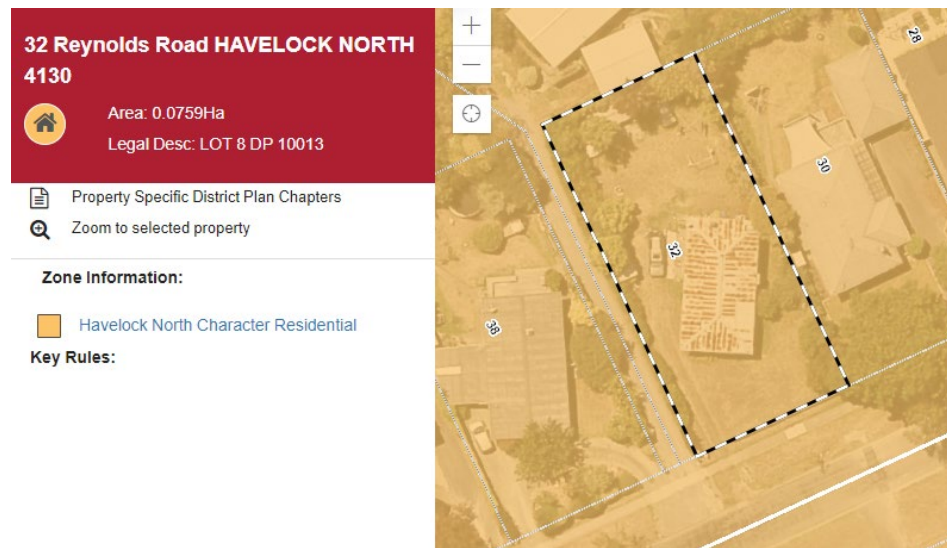 32 Reynolds Road HAVELOCK NORTH
4130
Area: 0.0759Ha
Legal Desc: LOT 8 DP 10013
Property Specific District Plan Chapters
Zoom to selected property
Zone Information:
Havelock North Character Residential
Key Rules:
+
−
28
30
32
38